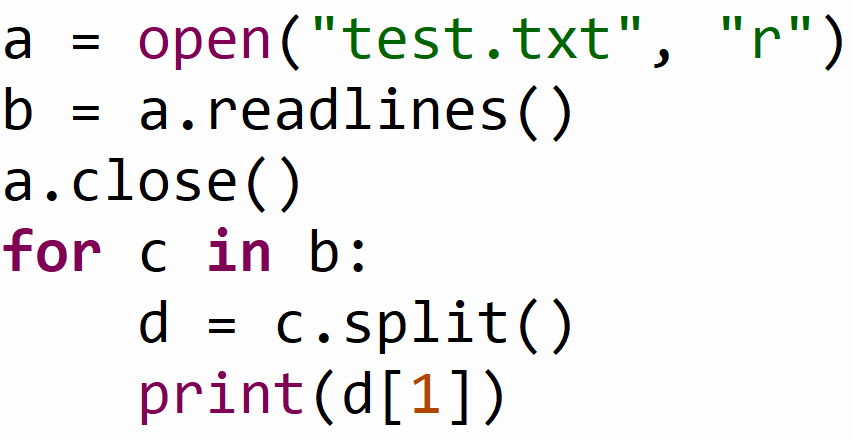 a = open("test.txt", "r")
b = a.readlines()
a.close()
for c in b:
    d = c.split()
    print(d[1])